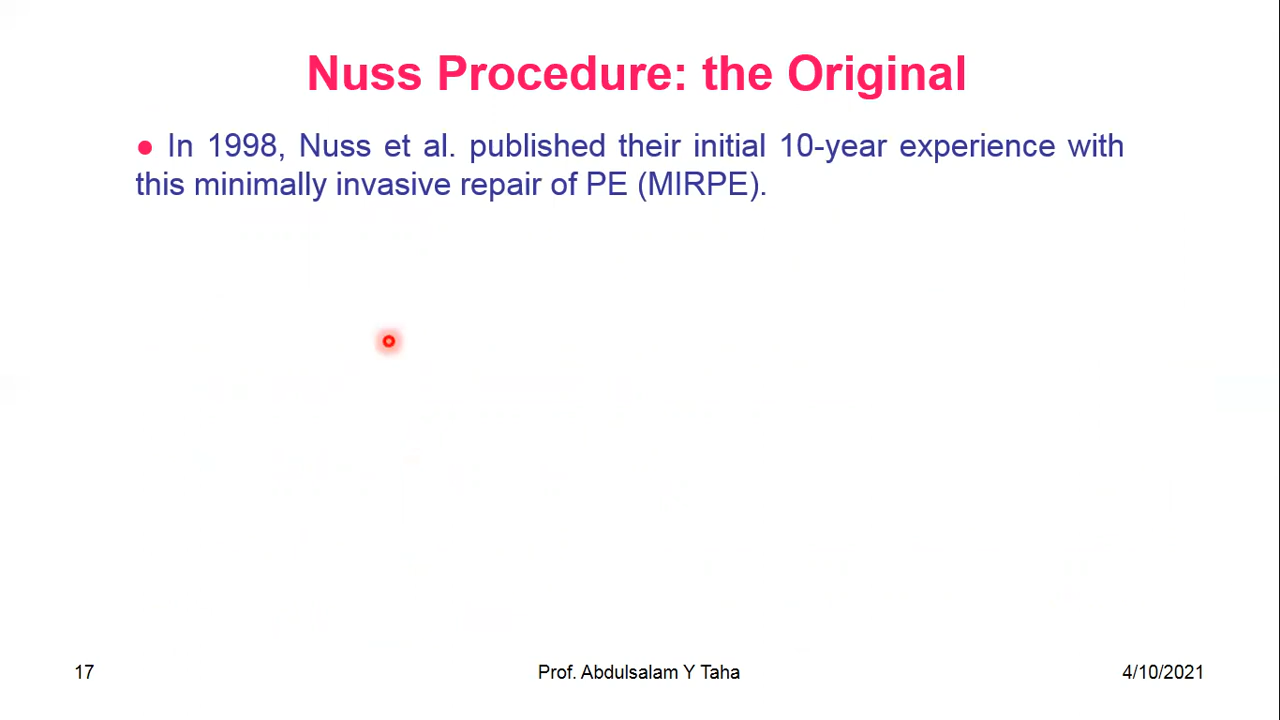 Nuss Procedure: the Original
● In 1998, Nuss et al. published their initial 10-year experience with
this minimally invasive repair of PE (MIRPE).
17
Prof. Abdulsalam Y Taha
4/10/2021